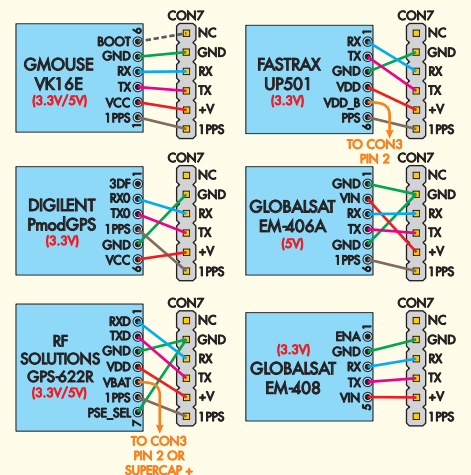 CON7
6
BOOT
NC
GND
GND
GMOUSE
VK16E
(3.3V/5V)
RX
RX
TX
TX
VCC
+V
1PPS
1PPS
1
CON7
1
NC
RX
GND
TX
FASTRAX
UP501
(3.3V)
GND
RX
VDD
TX
VDD_B
+V
PPS
6
1PPS
TO CON3
PIN 2
CON7
1
3DF
NC
RX0
GND
DIGILENT
PmodGPS
(3.3V)
TX0
RX
1PPS
TX
GND
+V
VCC
6
1PPS
CON7
1
GND
NC
VIN
GND
GLOBALSAT
EM-406A
(5V)
RX
RX
TX
TX
GND
+V
1PPS
6
1PPS
CON7
1
RXD
NC
TXD
GND
RF
SOLUTIONS
GPS-622R
(3.3V/5V)
GND
RX
VDD
TX
VBAT
+V
1PPS
1PPS
PSE_SEL
7
TO CON3
PIN 2 OR
SUPERCAP +
CON7
1
NC
ENA
GND
GND
(3.3V)
GLOBALSAT
EM-408
RX
RX
TX
TX
VIN
+V
5
1PPS